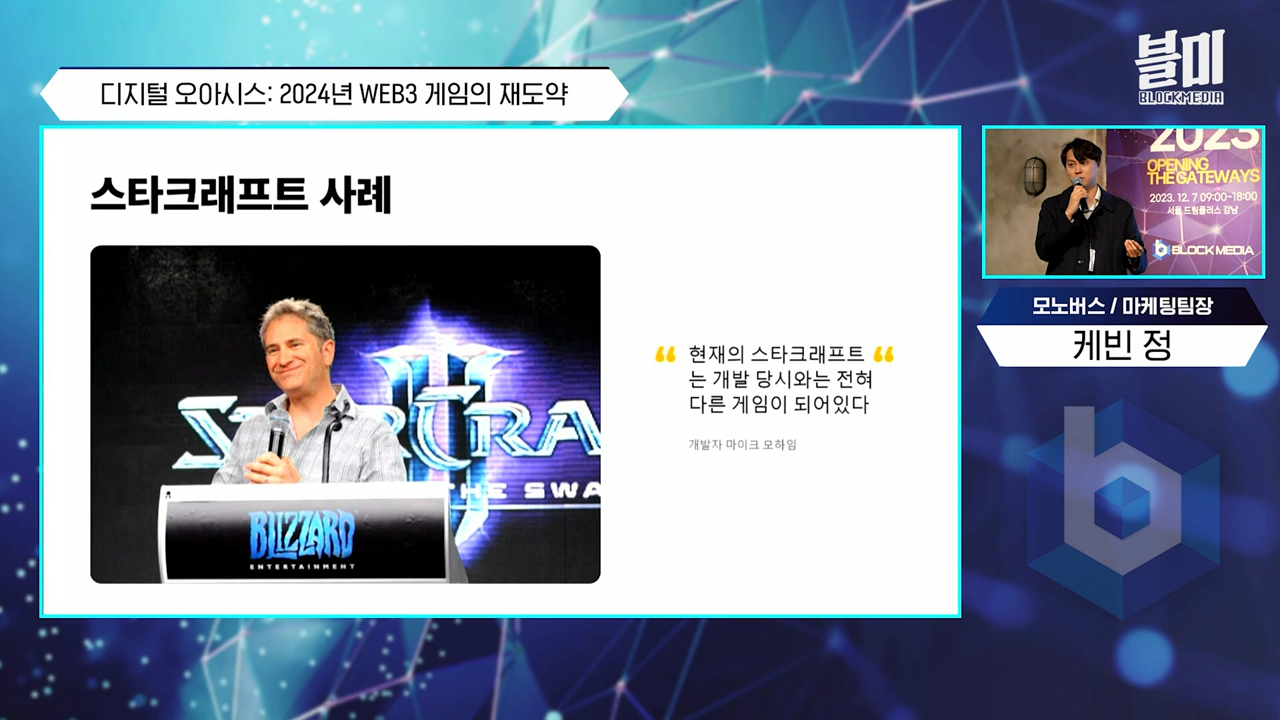 블미
BLOCKMEDIA
디지털 오아시스: 2024년 WEB3 게임의 재도약
스타크래프트 사례
STARCRA
II
THE SWA
BLIZZARD
ENTERTAINMENT
“ 현재의 스타크래프트 “
는 개발 당시와는 전혀
다른 게임이 되어있다
개발자 마이크 모하임
2023
OPENING
THE GATEWAYS
2023. 12. 7 09:00~18:00
서울 드림플러스 강남
BLOCK MEDIA
모노버스 / 마케팅팀장
케빈 정